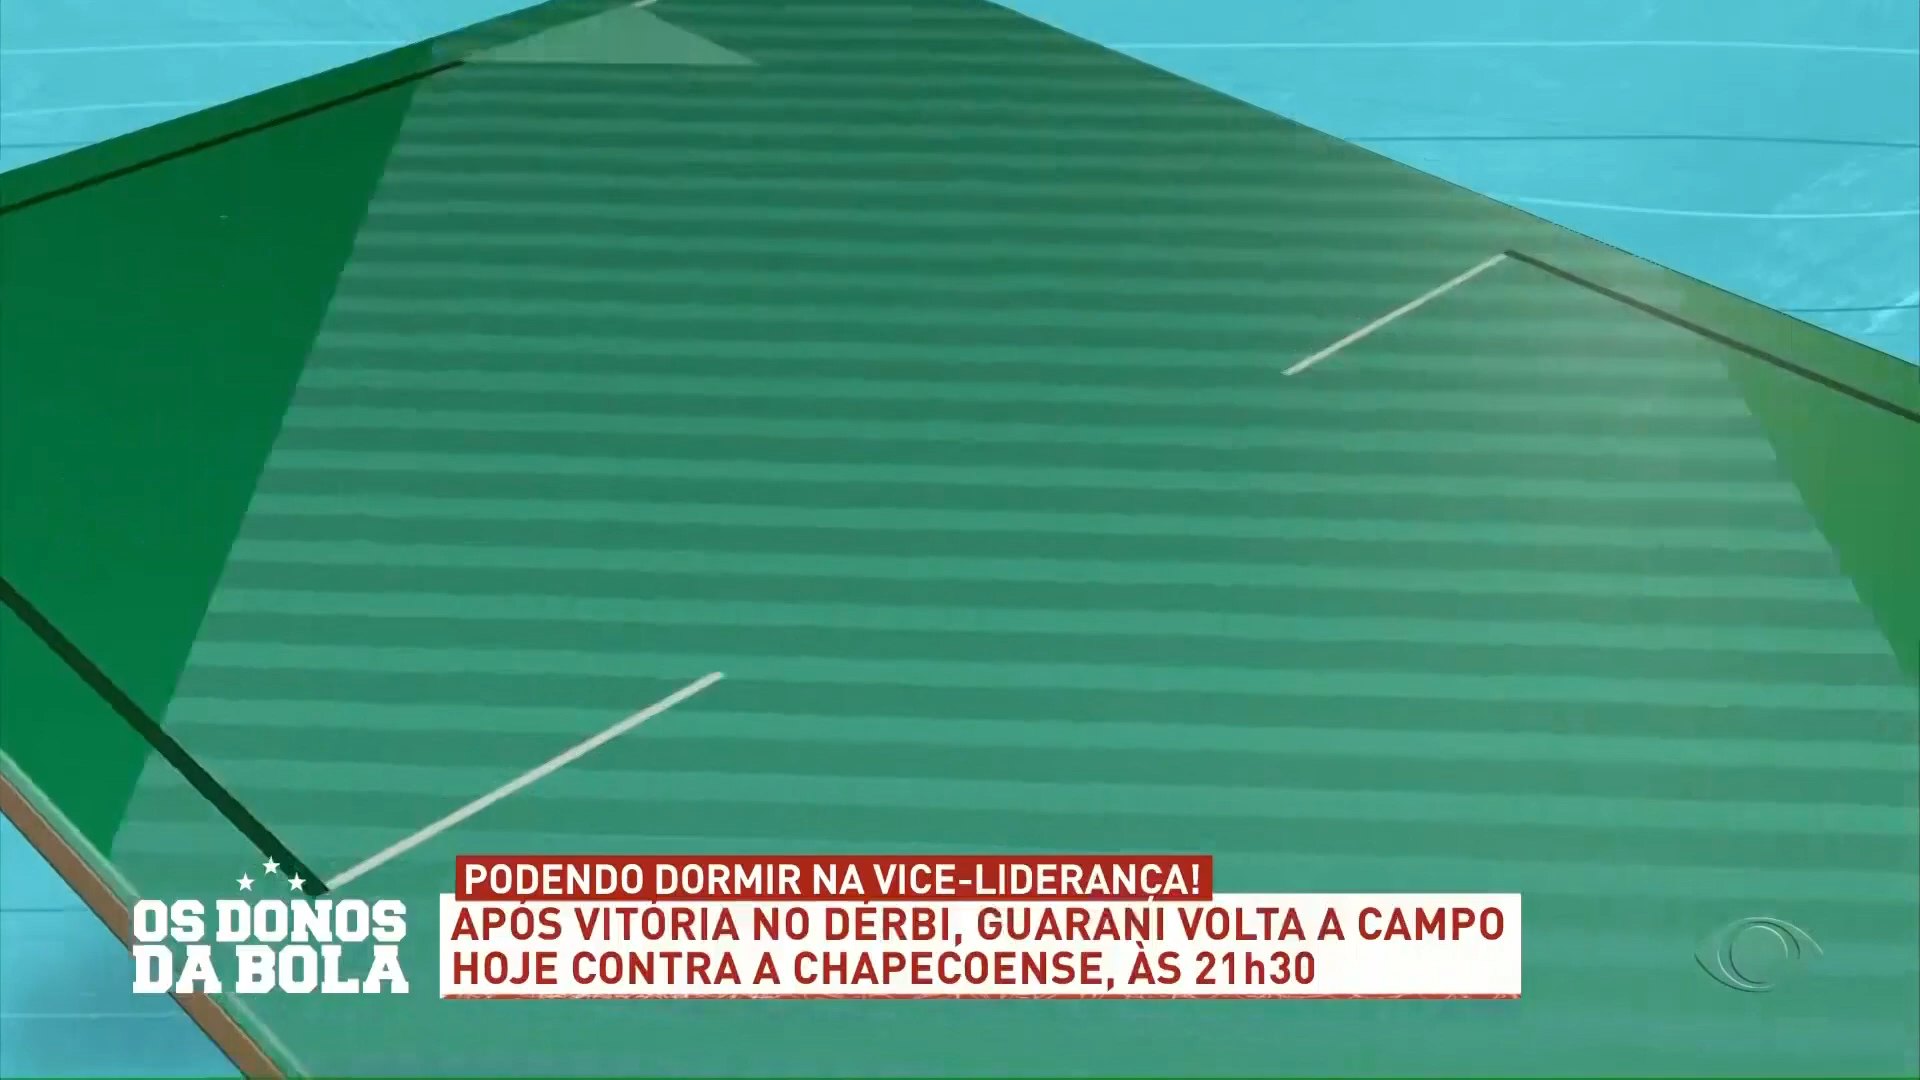 PODENDO DORMIR NA VICE-LIDERANÇA!
APÓS VITÓRIA NO DÉRBI, GUARANI VOLTA A CAMPO
HOJE CONTRA A CHAPECOENSE, ÀS 21h30
OS DONOS
DA BOLA